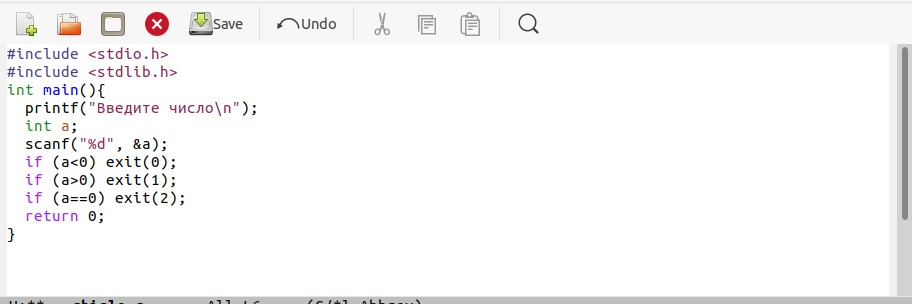 Save Undo
#include <stdio.h>
#include <stdlib.h>
int main(){
  printf("Введите число\n");
  int a;
  scanf("%d", &a);
  if (a<0) exit(0);
  if (a>0) exit(1);
  if (a==0) exit(2);
  return 0;
}